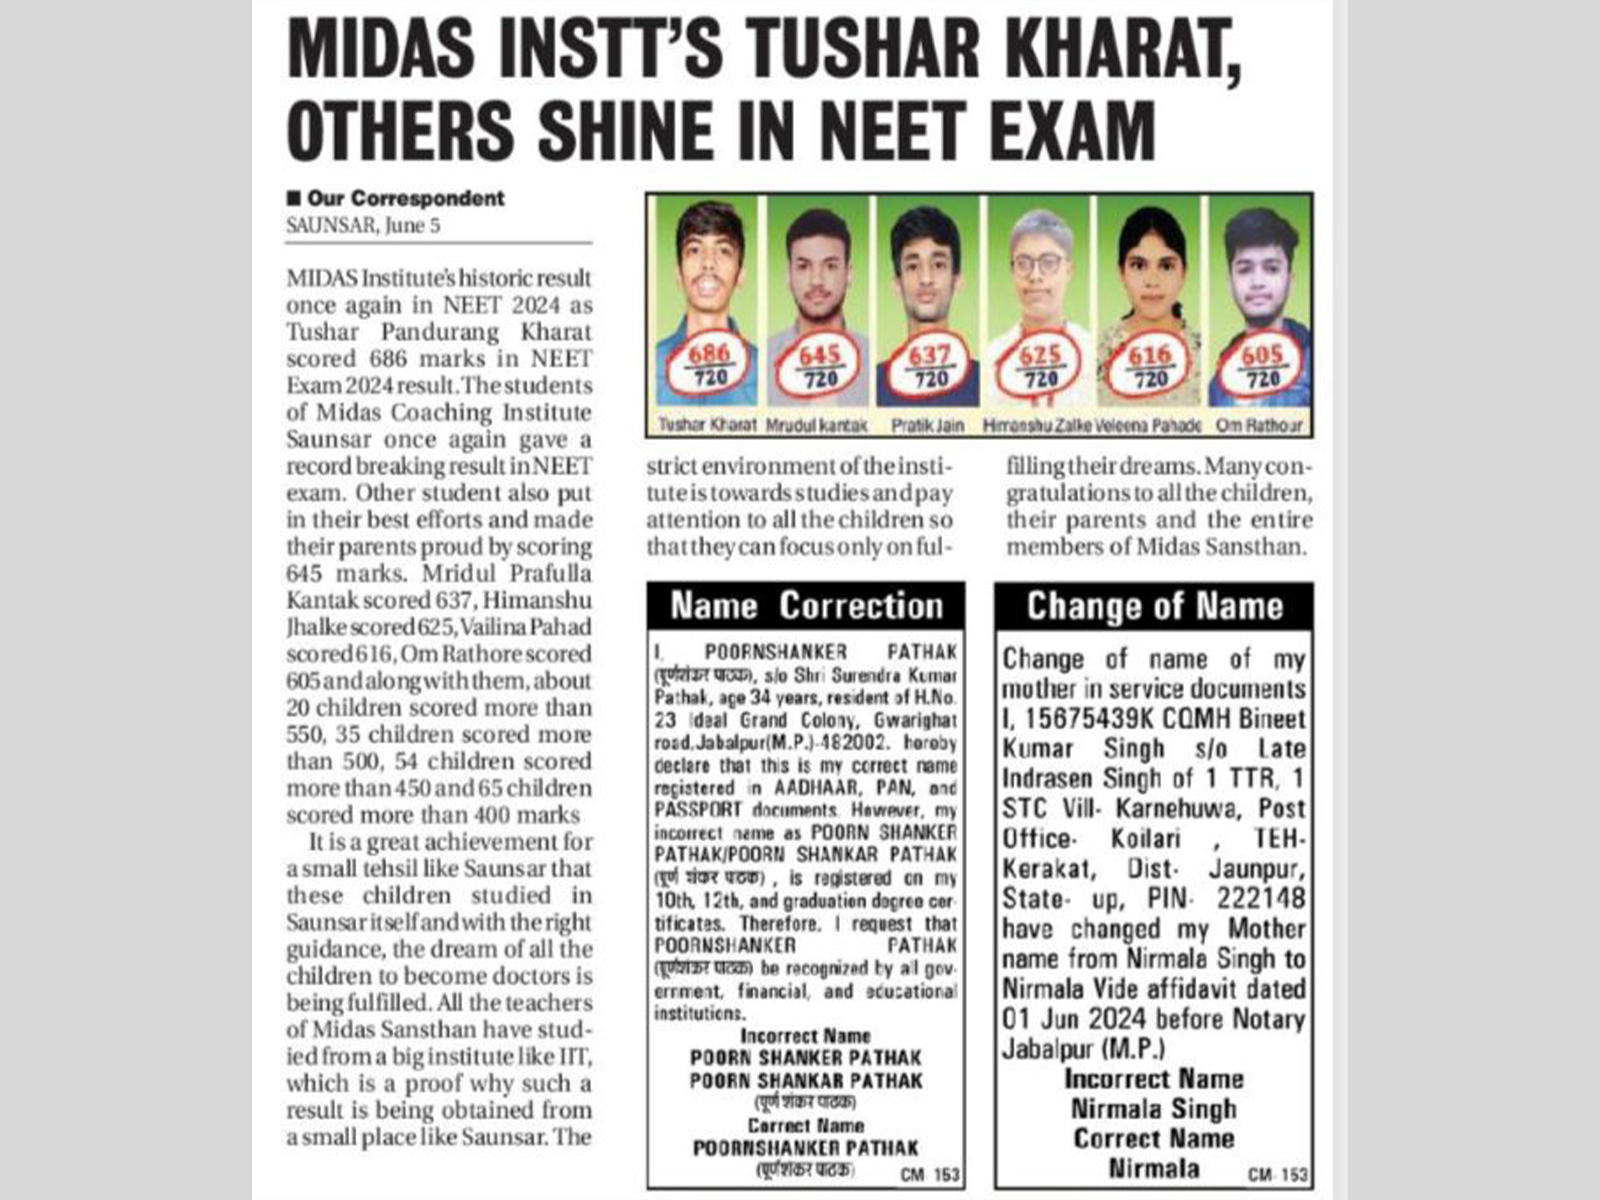 MIDAS INSTT'S TUSHAR KHARAT,
OTHERS SHINE IN NEET EXAM
■ Our Correspondent
SAUNSAR, June 5
MIDAS Institute's historic result
once again in NEET 2024 as
Tushar Pandurang Kharat
scored 686 marks in NEET
Exam 2024 result. The students
of Midas Coaching Institute
Saunsar once again gave a
record breaking result in NEET
exam. Other student also put
in their best efforts and made
their parents proud by scoring
645 marks. Mridul Prafulla
Kantak scored 637, Himanshu
Jhalke scored 625, Vailina Pahad
scored 616, Om Rathore scored
605 and along with them, about
20 children scored more than
550, 35 children scored more
than 500, 54 children scored
more than 450 and 65 children
scored more than 400 marks
It is a great achievement for
a small tehsil like Saunsar that
these children studied in
Saunsar itself and with the right
guidance, the dream of all the
children to become doctors is
being fulfilled. All the teachers
of Midas Sansthan have stud-
ied from a big institute like IIT,
which is a proof why such a
result is being obtained from
a small place like Saunsar. The
686 645 637 625 616 605
720 720 720 720 720 720
Tushar Kharat Mrudul kantak Pratik Jain Himanshu Zalke Veleena Pahade Om Rathour
strict environment of the insti-
tute is towards studies and pay
attention to all the children so
that they can focus only on ful-
filling their dreams. Many con-
gratulations to all the children,
their parents and the entire
members of Midas Sansthan.
Name Correction
I, POORNSHANKER PATHAK
(पूर्णशंकर पाठक), s/o Shri Surendra Kumar
Pathak, age 34 years, resident of H.No.
23 Ideal Grand Colony, Gwarighat
road,Jabalpur(M.P.)-482002. hereby
declare that this is my correct name
registered in AADHAAR, PAN, and
PASSPORT documents. However, my
incorrect name as POORN SHANKER
PATHAK/POORN SHANKAR PATHAK
(पूर्ण शंकर पाठक) , is registered on my
10th, 12th, and graduation degree cer-
tificates. Therefore, I request that
POORNSHANKER PATHAK
(पूर्णशंकर पाठक) be recognized by all gov-
ernment, financial, and educational
institutions.
Incorrect Name
POORN SHANKER PATHAK
POORN SHANKAR PATHAK
(पूर्ण शंकर पाठक)
Correct Name
POORNSHANKER PATHAK
(पूर्णशंकर पाठक)
CM- 153
Change of Name
Change of name of my
mother in service documents
I, 15675439K CQMH Bineet
Kumar Singh s/o Late
Indrasen Singh of 1 TTR, 1
STC Vill- Karnehuwa, Post
Office- Koilari , TEH-
Kerakat, Dist- Jaunpur,
State- up, PIN- 222148
have changed my Mother
name from Nirmala Singh to
Nirmala Vide affidavit dated
01 Jun 2024 before Notary
Jabalpur (M.P.)
Incorrect Name
Nirmala Singh
Correct Name
Nirmala
CM- 153